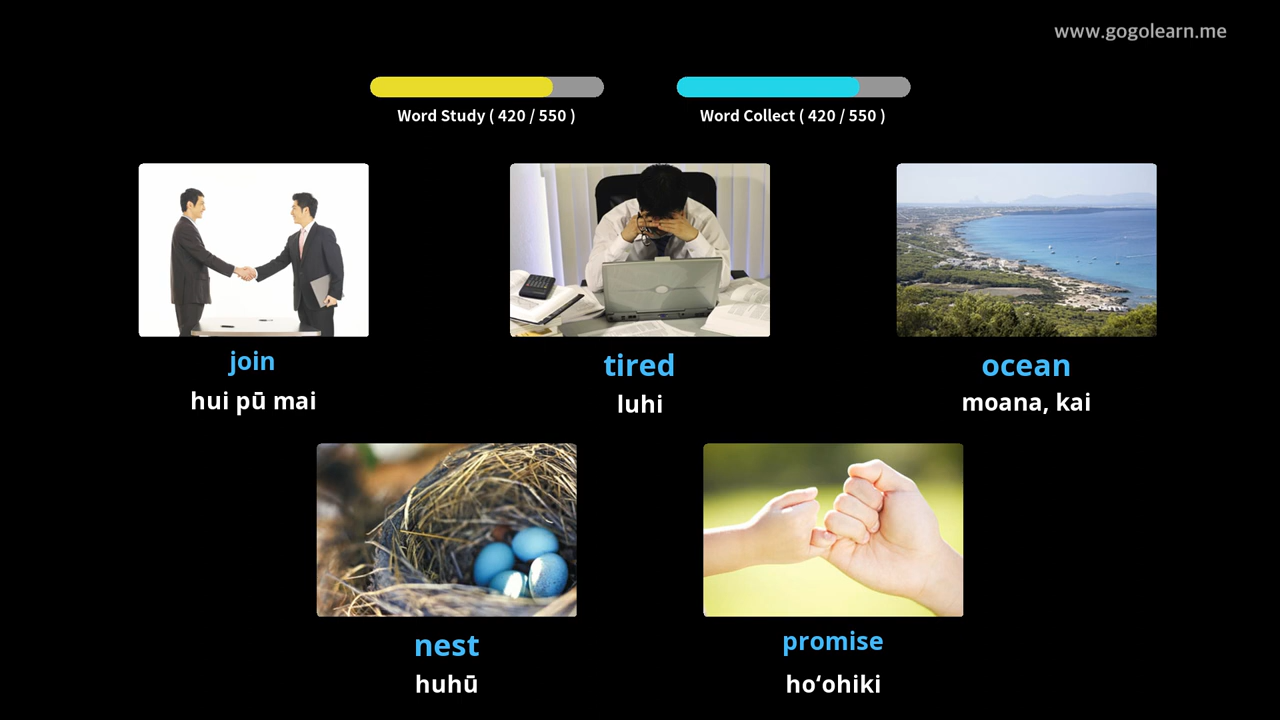 www.gogolearn.me
Word Study ( 420 / 550 )
Word Collect ( 420 / 550 )
join
hui pū mai
tired
luhi
ocean
moana, kai
nest
huhū
promise
hoʻohiki